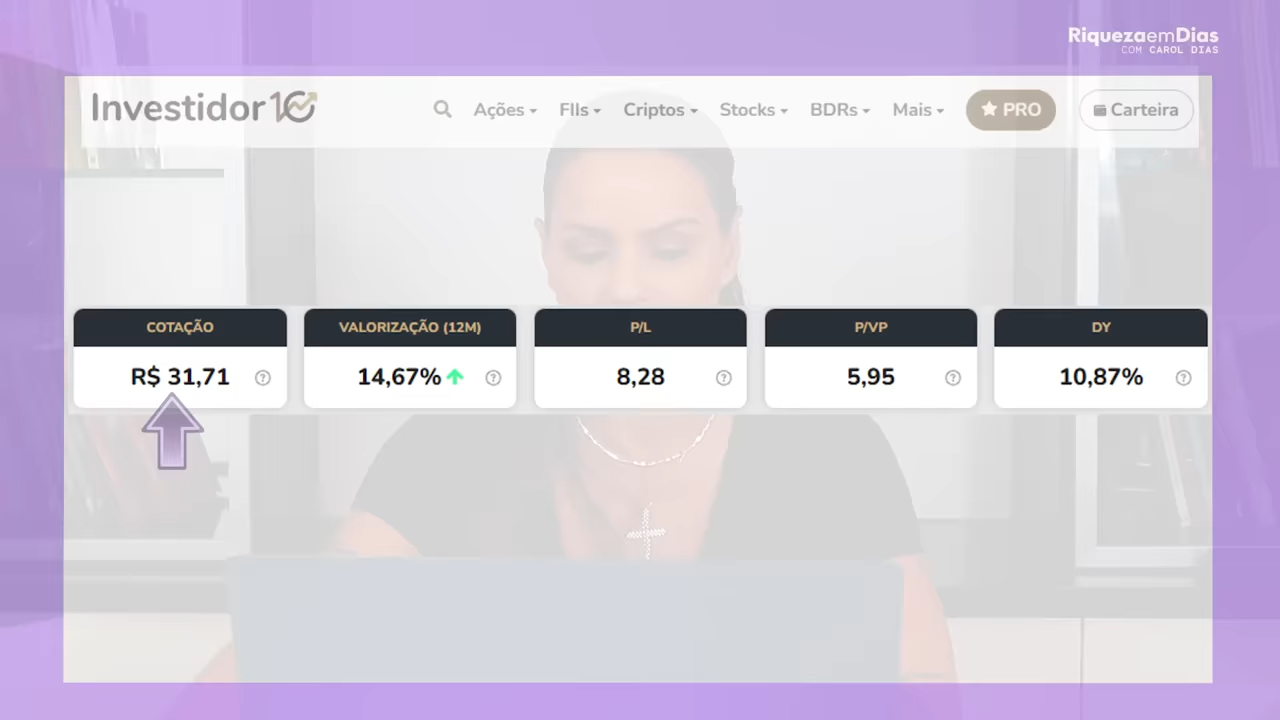 RiquezaemDias
COM CAROL DIAS
Investidor10
Ações
FIIs
Criptos
Stocks
BDRs
Mais
PRO
Carteira
COTAÇÃO
VALORIZAÇÃO (12M)
P/L
P/VP
DY
R$ 31,71
14,67%
8,28
5,95
10,87%